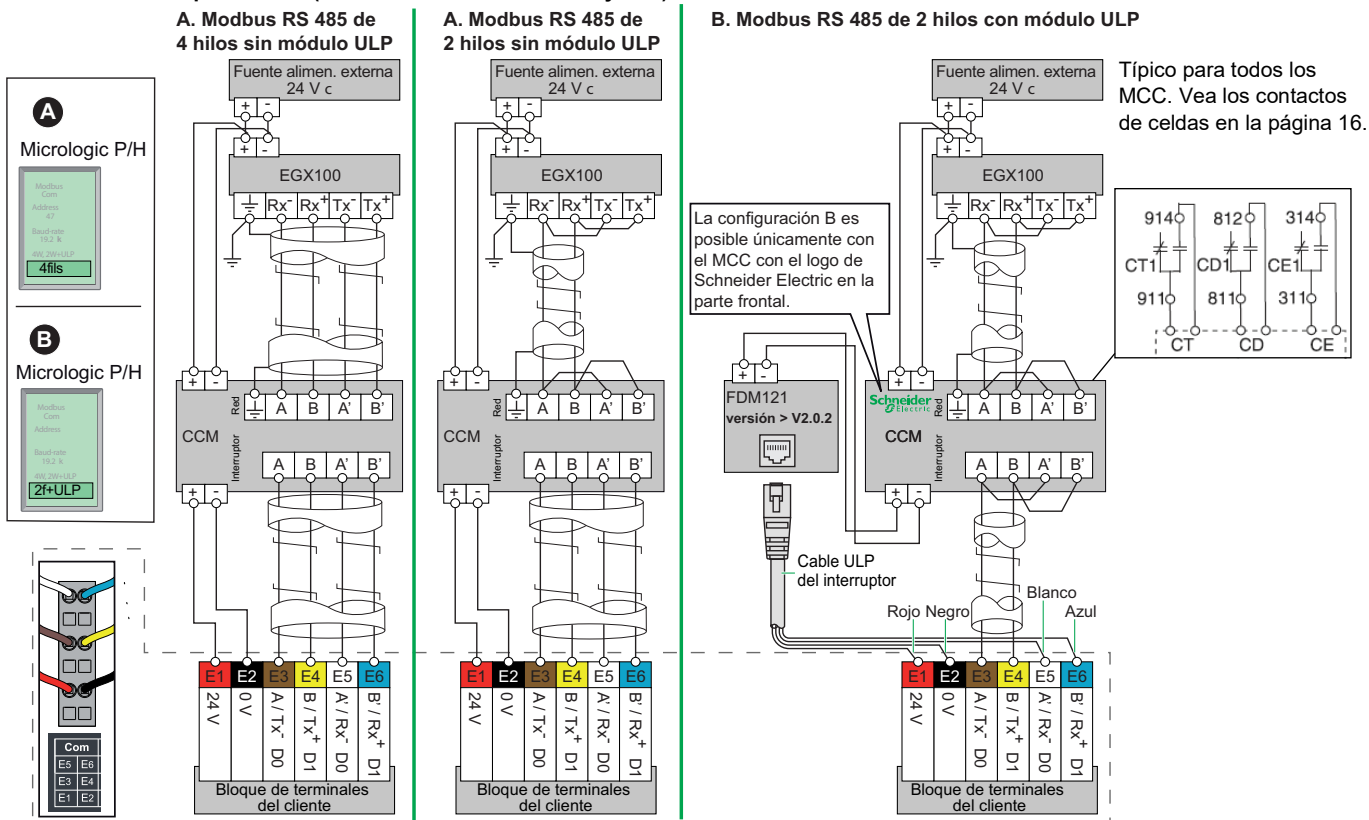 A. Modbus RS 485 de
4 hilos sin módulo ULP
A. Modbus RS 485 de
2 hilos sin módulo ULP
B. Modbus RS 485 de 2 hilos con módulo ULP
A
Micrologic P/H
Modbus
Com
Address
47
Baud-rate
19.2 k
4W, 2W+ULP
4fils
B
Micrologic P/H
Modbus
Com
Address
Baud-rate
19.2 k
4W, 2W+ULP
2f+ULP
Com
E5 E6
E3 E4
E1 E2
Fuente alimen. externa
24 V c
+ -
+ -
EGX100
Rx- Rx+ Tx- Tx+
+ -
Red
A B A' B'
CCM
Interruptor
A B A' B'
+ -
E1 E2 E3 E4 E5 E6
24 V
0 V
A / Tx- D0
B / Tx+ D1
A' / Rx- D0
B' / Rx+ D1
Bloque de terminales
del cliente
Fuente alimen. externa
24 V c
+ -
+ -
EGX100
Rx- Rx+ Tx- Tx+
+ -
Red
A B A' B'
CCM
Interruptor
A B A' B'
+ -
E1 E2 E3 E4 E5 E6
24 V
0 V
A / Tx- D0
B / Tx+ D1
A' / Rx- D0
B' / Rx+ D1
Bloque de terminales
del cliente
Fuente alimen. externa
24 V c
+ -
+ -
EGX100
Rx- Rx+ Tx- Tx+
La configuración B es
posible únicamente con
el MCC con el logo de
Schneider Electric en la
parte frontal.
+ -
FDM121
versión > V2.0.2
+ -
Schneider
Electric
Red
A B A' B'
CCM
Interruptor
A B A' B'
+ -
Cable ULP
del interruptor
Rojo Negro
Blanco
Azul
E1 E2 E3 E4 E5 E6
24 V
0 V
A / Tx- D0
B / Tx+ D1
A' / Rx- D0
B' / Rx+ D1
Bloque de terminales
del cliente
Típico para todos los
MCC. Vea los contactos
de celdas en la página 16.
914 812 314
CT1 CD1 CE1
911 811 311
CT CD CE